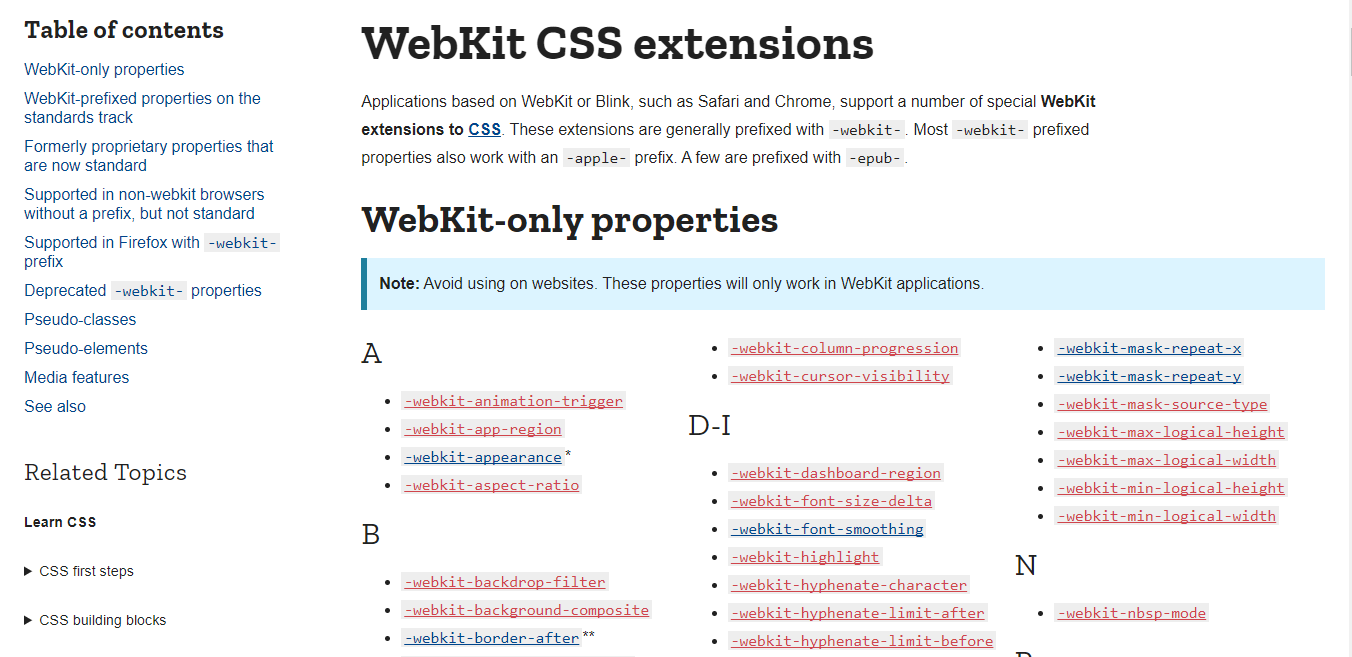 Table of contents
WebKit-only properties
WebKit-prefixed properties on the
standards track
Formerly proprietary properties that
are now standard
Supported in non-webkit browsers
without a prefix, but not standard
Supported in Firefox with -webkit-
prefix
Deprecated -webkit- properties
Pseudo-classes
Pseudo-elements
Media features
See also
Related Topics
Learn CSS
▶ CSS first steps
▶ CSS building blocks
WebKit CSS extensions
Applications based on WebKit or Blink, such as Safari and Chrome, support a number of special WebKit
extensions to CSS. These extensions are generally prefixed with -webkit-. Most -webkit- prefixed
properties also work with an -apple- prefix. A few are prefixed with -epub-.
WebKit-only properties
Note: Avoid using on websites. These properties will only work in WebKit applications.
A
• -webkit-animation-trigger
• -webkit-app-region
• -webkit-appearance*
• -webkit-aspect-ratio
B
• -webkit-backdrop-filter
• -webkit-background-composite
• -webkit-border-after**
• -webkit-column-progression
• -webkit-cursor-visibility
D-I
• -webkit-dashboard-region
• -webkit-font-size-delta
• -webkit-font-smoothing
• -webkit-highlight
• -webkit-hyphenate-character
• -webkit-hyphenate-limit-after
• -webkit-hyphenate-limit-before
• -webkit-mask-repeat-x
• -webkit-mask-repeat-y
• -webkit-mask-source-type
• -webkit-max-logical-height
• -webkit-max-logical-width
• -webkit-min-logical-height
• -webkit-min-logical-width
N
• -webkit-nbsp-mode